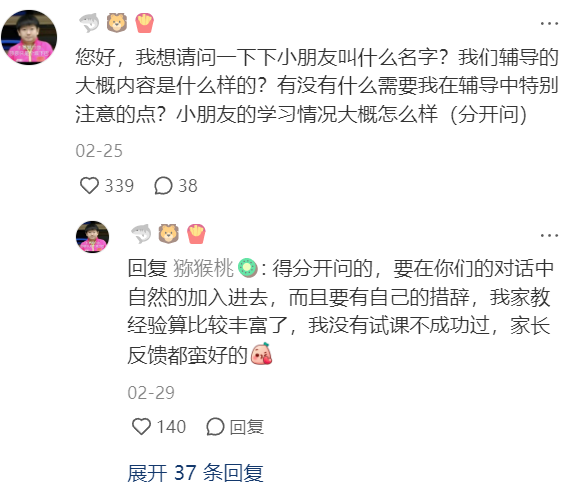 您好，我想请问一下下小朋友叫什么名字？我们辅导的
大概内容是什么样的？有没有什么需要我在辅导中特别
注意的点？小朋友的学习情况大概怎么样（分开问）
02-25
339 38
回复 猕猴桃：得分开问的，要在你们的对话中
自然的加入进去，而且要有自己的措辞，我家教
经验算比较丰富了，我没有试课不成功过，家长
反馈都蛮好的
02-29
140 回复
展开 37 条回复